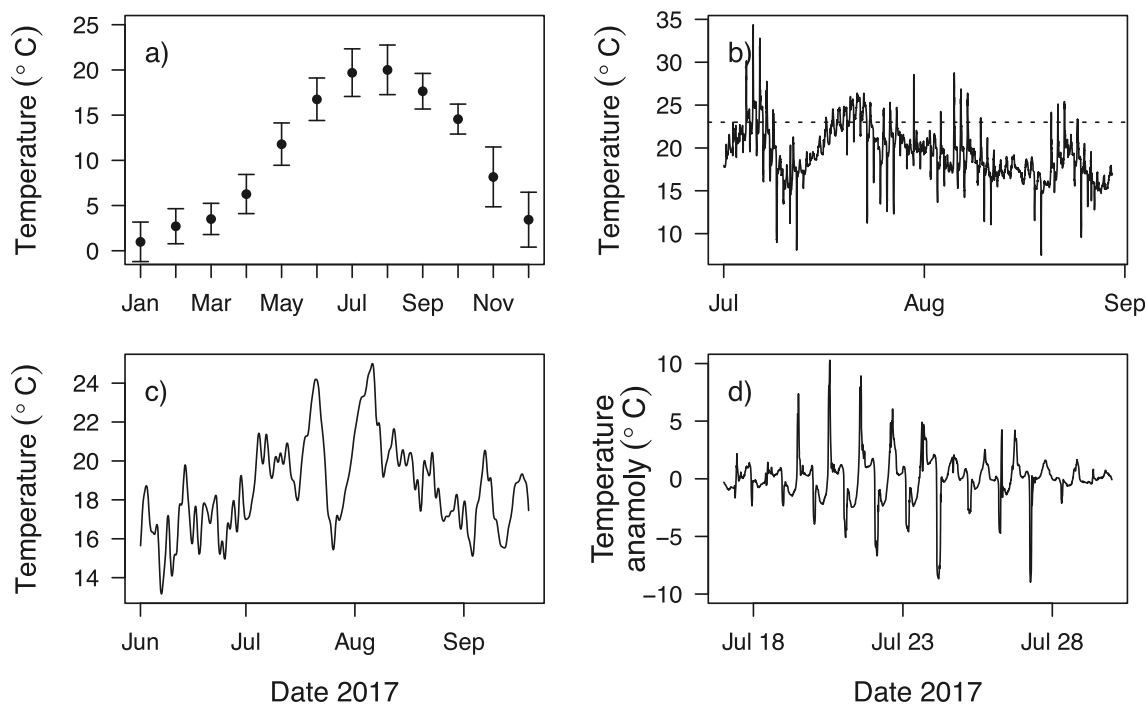 a)
Temperature (° C)
25
20
15
10
5
0
Jan Mar May Jul Sep Nov
b)
Temperature (° C)
35
30
25
20
15
10
Jul Aug Sep
c)
Temperature (° C)
24
22
20
18
16
14
Jun Jul Aug Sep
Date 2017
d)
Temperature
anamoly (° C)
10
5
0
−5
−10
Jul 18 Jul 23 Jul 28
Date 2017